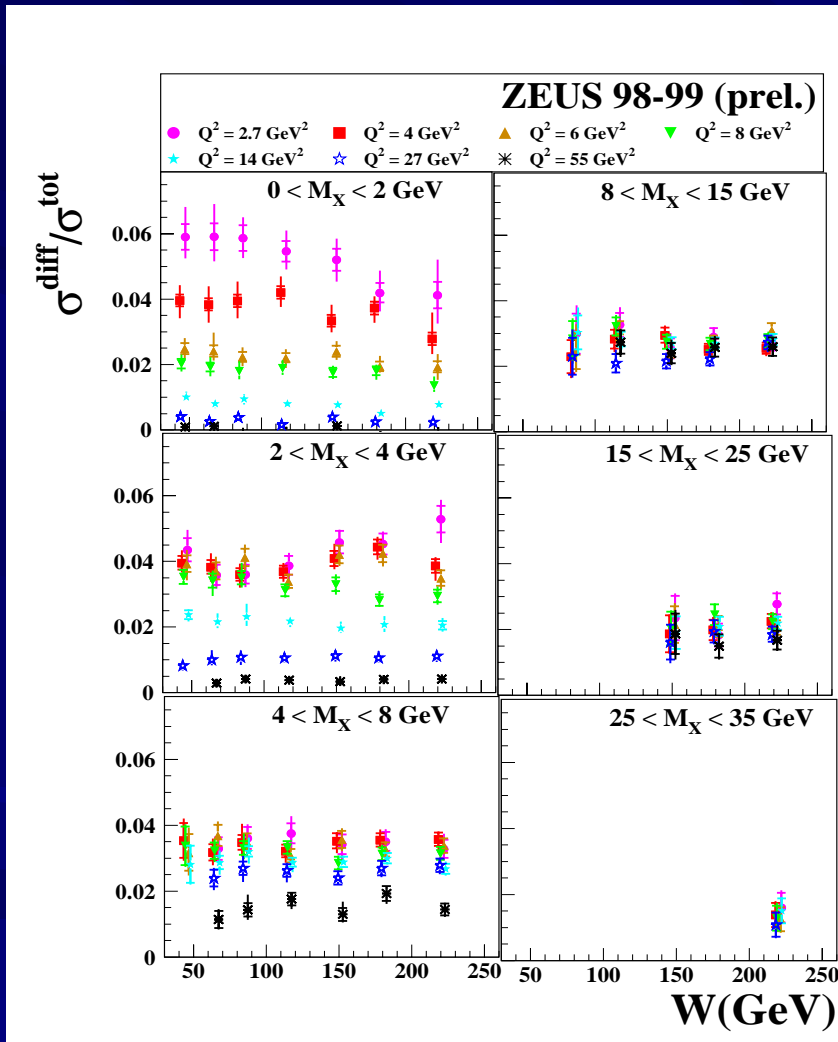 ZEUS 98-99 (prel.)
Q² = 2.7 GeV² Q² = 4 GeV² Q² = 6 GeV² Q² = 8 GeV²
Q² = 14 GeV² Q² = 27 GeV² Q² = 55 GeV²
σ^diff/σ^tot
0 < M_X < 2 GeV
8 < M_X < 15 GeV
0.06
0.04
0.02
0
2 < M_X < 4 GeV
15 < M_X < 25 GeV
0.06
0.04
0.02
0
4 < M_X < 8 GeV
25 < M_X < 35 GeV
0.06
0.04
0.02
0
50 100 150 200 250
50 100 150 200 250
W(GeV)